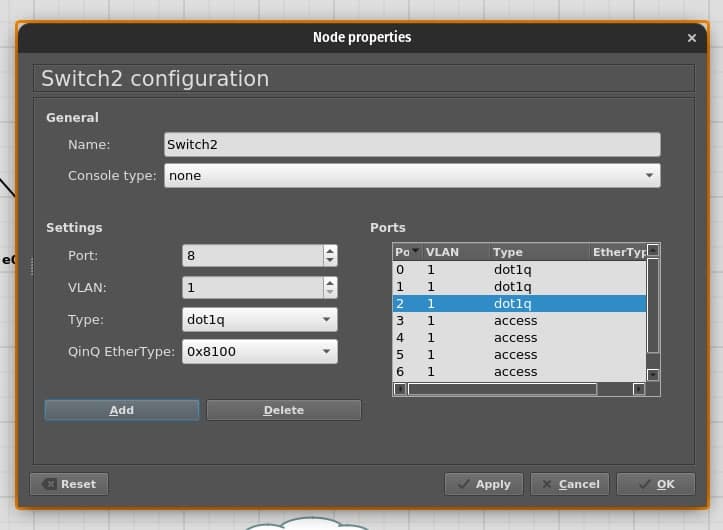 Node properties
Switch2 configuration
General
Name: Switch2
Console type: none
Settings
Port: 8
VLAN: 1
Type: dot1q
QinQ EtherType: 0x8100
Add Delete
Ports
Po VLAN Type EtherTyp
0 1 dot1q
1 1 dot1q
2 1 dot1q
3 1 access
4 1 access
5 1 access
6 1 access
Reset Apply Cancel OK